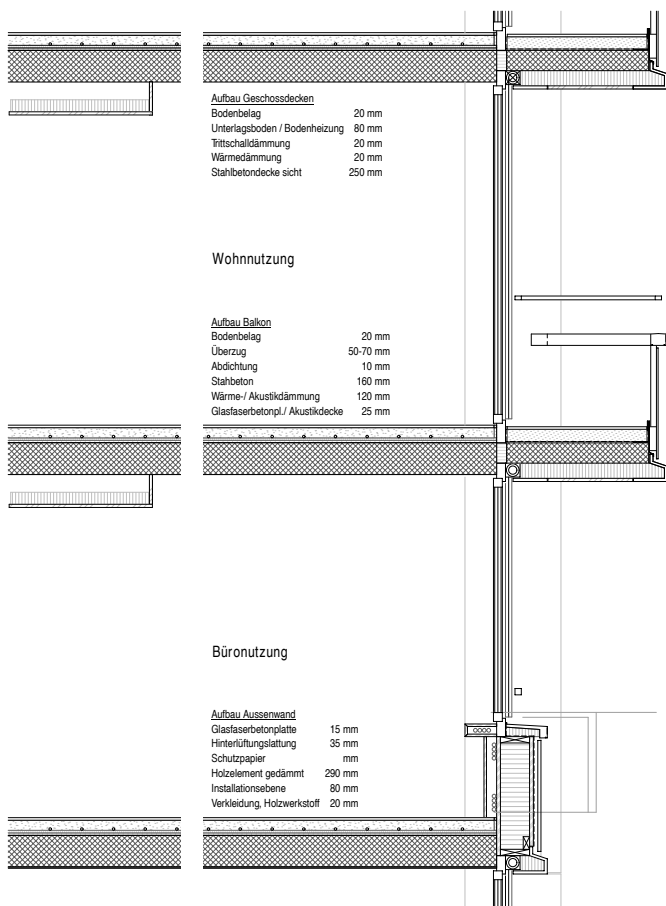 Aufbau Geschossdecken
Bodenbelag 20 mm
Unterlagsboden / Bodenheizung 80 mm
Trittschalldämmung 20 mm
Wärmedämmung 20 mm
Stahlbetondecke sicht 250 mm
Wohnnutzung
Aufbau Balkon
Bodenbelag 20 mm
Überzug 50-70 mm
Abdichtung 10 mm
Stahbeton 160 mm
Wärme-/ Akustikdämmung 120 mm
Glasfaserbetonpl./ Akustikdecke 25 mm
Büronutzung
Aufbau Aussenwand
Glasfaserbetonplatte 15 mm
Hinterlüftungslattung 35 mm
Schutzpapier mm
Holzelement gedämmt 290 mm
Installationsebene 80 mm
Verkleidung, Holzwerkstoff 20 mm